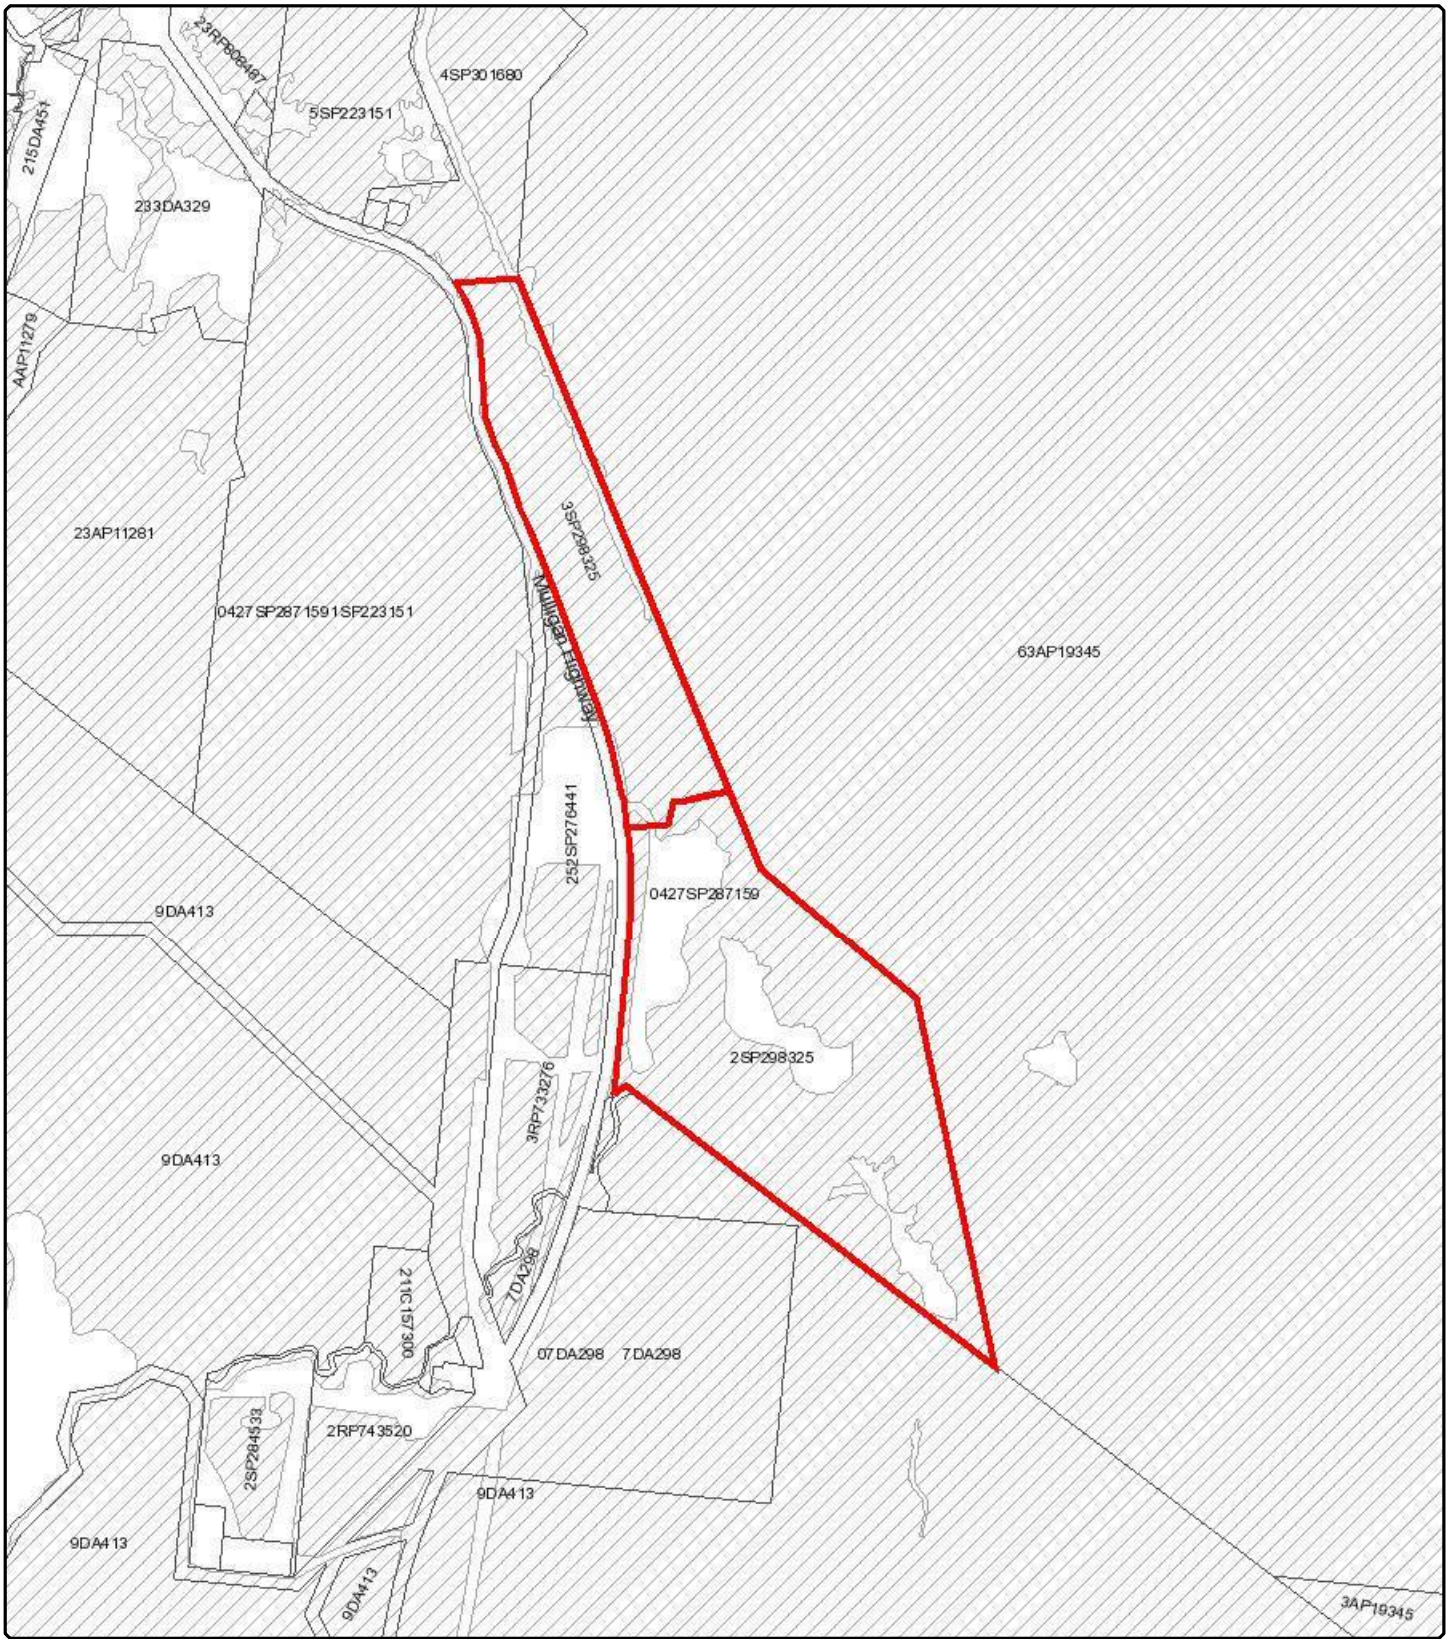 23RP808487
4SP301680
5SP223151
215DA451
233DA329
AAP11279
3SP298325
23AP11281
0427SP2871591SP223151
Mulligan Highway
63AP19345
252SP276441
0427SP287159
9DA413
2SP298325
3RP733276
9DA413
7DA298
211C157300
07DA298 7DA298
2RP743520
2SP284533
9DA413
9DA413
9DA413
3AP19345